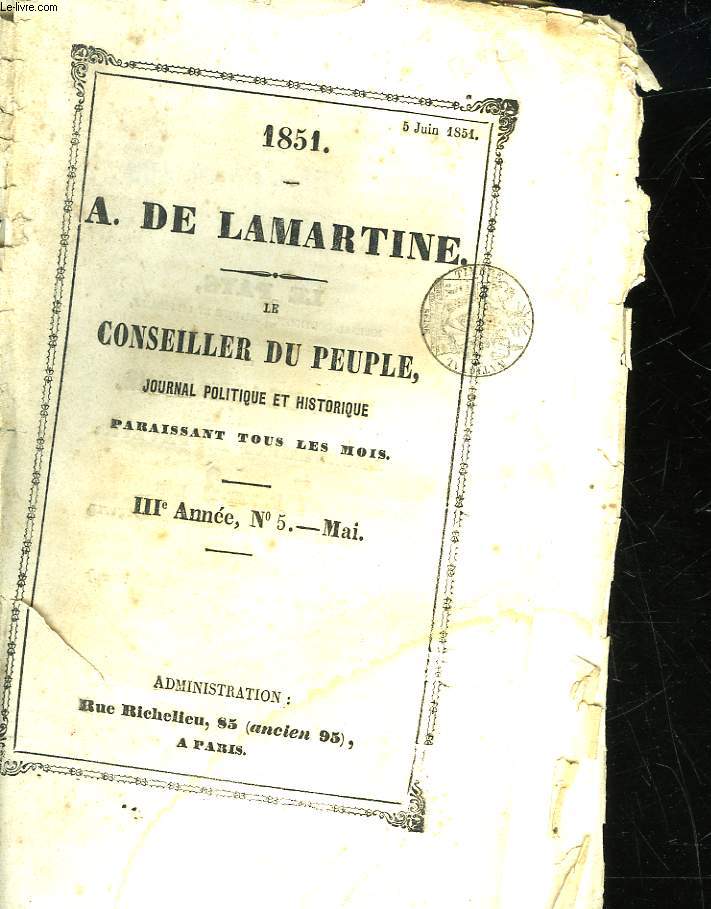 Le-livre.com
5 Juin 1851.
1851.
A. DE LAMARTINE.
LE
CONSEILLER DU PEUPLE,
JOURNAL POLITIQUE ET HISTORIQUE
PARAISSANT TOUS LES MOIS.
IIIe Année, No 5.—Mai.
ADMINISTRATION :
Rue Richelieu, 85 (ancien 95),
A PARIS.